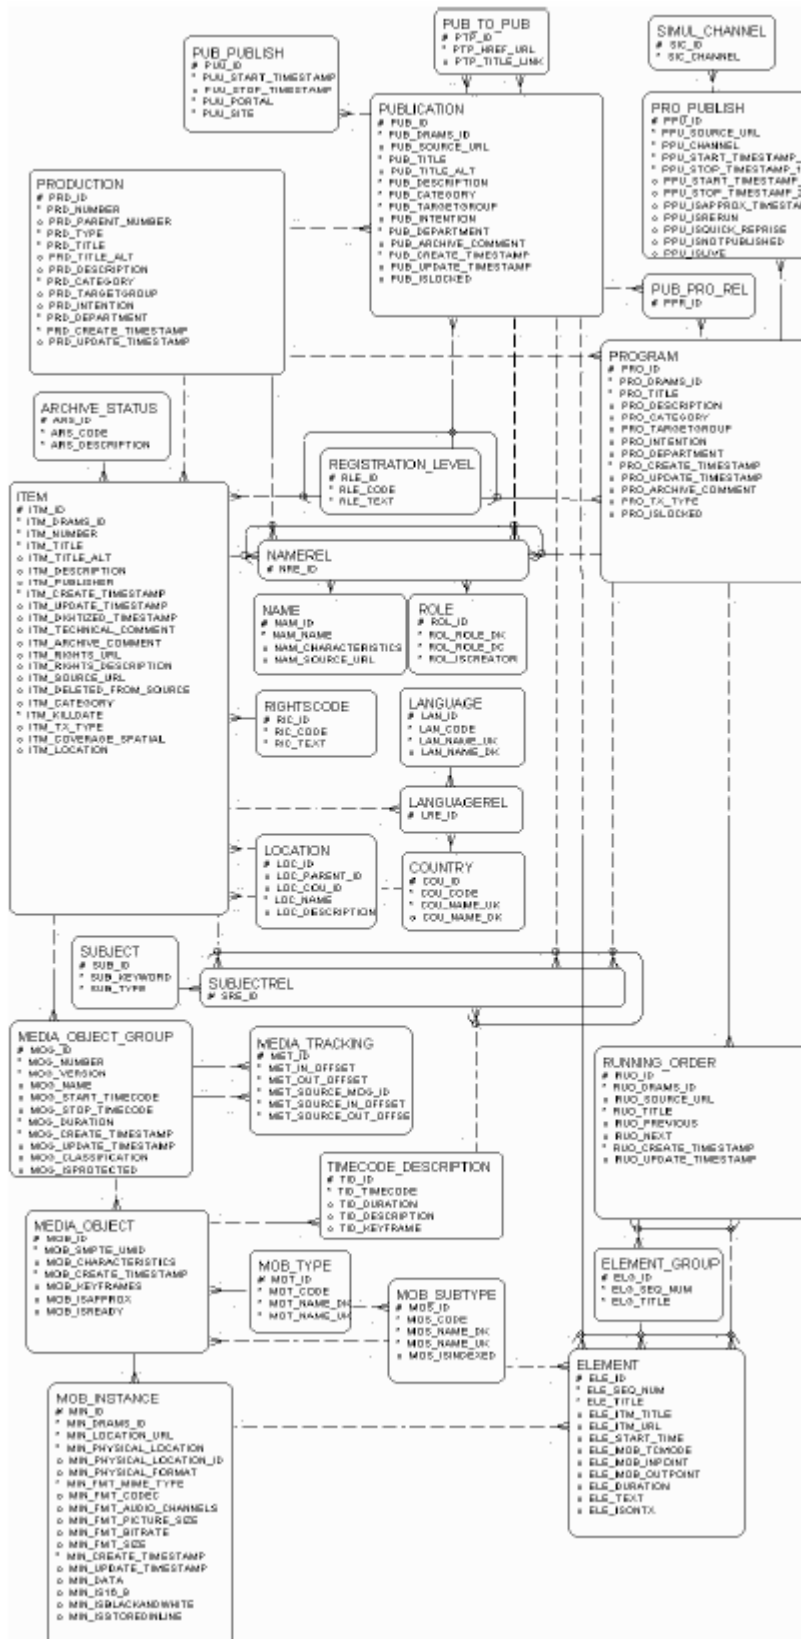 PUB_PUBLISH
# PUU_ID
* PUU_START_TIMESTAMP
o PUU_STOP_TIMESTAMP
* PUU_PORTAL
* PUU_SITE
PUB_TO_PUB
# PTP_ID
* PTP_HREF_URL
o PTP_TITLE_LINK
SIMUL_CHANNEL
# SIC_ID
* SIC_CHANNEL
PUBLICATION
# PUB_ID
* PUB_DRAMS_ID
o PUB_SOURCE_URL
* PUB_TITLE
o PUB_TITLE_ALT
o PUB_DESCRIPTION
* PUB_CATEGORY
* PUB_TARGETGROUP
o PUB_INTENTION
* PUB_DEPARTMENT
o PUB_ARCHIVE_COMMENT
* PUB_CREATE_TIMESTAMP
o PUB_UPDATE_TIMESTAMP
o PUB_ISLOCKED
PRO_PUBLISH
# PPU_ID
* PPU_SOURCE_URL
* PPU_CHANNEL
* PPU_START_TIMESTAMP_
* PPU_STOP_TIMESTAMP_1
o PPU_START_TIMESTAMP_
o PPU_STOP_TIMESTAMP_2
o PPU_ISAPPROX_TIMESTA
o PPU_ISRERUN
o PPU_ISQUICK_REPRISE
o PPU_ISNOTPUBLISHED
o PPU_ISLIVE
PRODUCTION
# PRD_ID
* PRD_NUMBER
o PRD_PARENT_NUMBER
* PRD_TYPE
* PRD_TITLE
o PRD_TITLE_ALT
o PRD_DESCRIPTION
* PRD_CATEGORY
o PRD_TARGETGROUP
o PRD_INTENTION
* PRD_DEPARTMENT
* PRD_CREATE_TIMESTAMP
o PRD_UPDATE_TIMESTAMP
PUB_PRO_REL
# PPR_ID
PROGRAM
# PRO_ID
* PRO_DRAMS_ID
* PRO_TITLE
o PRO_DESCRIPTION
o PRO_CATEGORY
o PRO_TARGETGROUP
o PRO_INTENTION
o PRO_DEPARTMENT
* PRO_CREATE_TIMESTAMP
o PRO_UPDATE_TIMESTAMP
o PRO_ARCHIVE_COMMENT
o PRO_TX_TYPE
o PRO_ISLOCKED
ARCHIVE_STATUS
# ARS_ID
* ARS_CODE
* ARS_DESCRIPTION
REGISTRATION_LEVEL
# RLE_ID
* RLE_CODE
* RLE_TEXT
ITEM
# ITM_ID
* ITM_DRAMS_ID
* ITM_NUMBER
* ITM_TITLE
o ITM_TITLE_ALT
o ITM_DESCRIPTION
o ITM_PUBLISHER
* ITM_CREATE_TIMESTAMP
o ITM_UPDATE_TIMESTAMP
o ITM_DIGITIZED_TIMESTAMP
o ITM_TECHNICAL_COMMENT
o ITM_ARCHIVE_COMMENT
o ITM_RIGHTS_URL
o ITM_RIGHTS_DESCRIPTION
o ITM_SOURCE_URL
o ITM_DELETED_FROM_SOURCE
o ITM_CATEGORY
* ITM_KILLDATE
o ITM_TX_TYPE
o ITM_COVERAGE_SPATIAL
o ITM_LOCATION
NAMEREL
# NRE_ID
NAME
# NAM_ID
* NAM_NAME
o NAM_CHARACTERISTICS
o NAM_SOURCE_URL
ROLE
# ROL_ID
* ROL_ROLE_DK
* ROL_ROLE_DC
* ROL_ISCREATOR
RIGHTSCODE
# RIC_ID
* RIC_CODE
* RIC_TEXT
LANGUAGE
# LAN_ID
* LAN_CODE
* LAN_NAME_UK
o LAN_NAME_DK
LANGUAGEREL
# LRE_ID
LOCATION
# LOC_ID
o LOC_PARENT_ID
o LOC_COU_ID
* LOC_NAME
o LOC_DESCRIPTION
COUNTRY
# COU_ID
* COU_CODE
* COU_NAME_UK
o COU_NAME_DK
SUBJECT
# SUB_ID
* SUB_KEYWORD
* SUB_TYPE
SUBJECTREL
# SRE_ID
MEDIA_OBJECT_GROUP
# MOG_ID
* MOG_NUMBER
* MOG_VERSION
o MOG_NAME
o MOG_START_TIMECODE
o MOG_STOP_TIMECODE
* MOG_DURATION
* MOG_CREATE_TIMESTAMP
o MOG_UPDATE_TIMESTAMP
o MOG_CLASSIFICATION
o MOG_ISPROTECTED
MEDIA_TRACKING
# MET_ID
* MET_IN_OFFSET
* MET_OUT_OFFSET
* MET_SOURCE_MOG_ID
* MET_SOURCE_IN_OFFSET
* MET_SOURCE_OUT_OFFSE
RUNNING_ORDER
# RUO_ID
* RUO_DRAMS_ID
o RUO_SOURCE_URL
* RUO_TITLE
o RUO_PREVIOUS
o RUO_NEXT
* RUO_CREATE_TIMESTAMP
o RUO_UPDATE_TIMESTAMP
TIMECODE_DESCRIPTION
# TID_ID
* TID_TIMECODE
o TID_DURATION
o TID_DESCRIPTION
o TID_KEYFRAME
MEDIA_OBJECT
# MOB_ID
* MOB_SMPTE_UMID
o MOB_CHARACTERISTICS
* MOB_CREATE_TIMESTAMP
o MOB_KEYFRAMES
o MOB_ISAPPROX
o MOB_ISREADY
MOB_TYPE
# MOT_ID
* MOT_CODE
* MOT_NAME_DK
* MOT_NAME_UK
MOB_SUBTYPE
# MOS_ID
* MOS_CODE
* MOS_NAME_DK
* MOS_NAME_UK
o MOS_ISINDEXED
ELEMENT_GROUP
# ELG_ID
* ELG_SEQ_NUM
* ELG_TITLE
ELEMENT
# ELE_ID
* ELE_SEQ_NUM
* ELE_TITLE
o ELE_ITM_TITLE
o ELE_ITM_URL
o ELE_START_TIME
o ELE_MOB_TCMODE
o ELE_MOB_INPOINT
o ELE_MOB_OUTPOINT
o ELE_DURATION
o ELE_TEXT
o ELE_ISONTX
MOB_INSTANCE
# MIN_ID
* MIN_DRAMS_ID
* MIN_LOCATION_URL
* MIN_PHYSICAL_LOCATION
o MIN_PHYSICAL_LOCATION_ID
o MIN_PHYSICAL_FORMAT
* MIN_FMT_MIME_TYPE
o MIN_FMT_CODEC
o MIN_FMT_AUDIO_CHANNELS
o MIN_FMT_PICTURE_SIZE
o MIN_FMT_BITRATE
o MIN_FMT_SIZE
* MIN_CREATE_TIMESTAMP
o MIN_UPDATE_TIMESTAMP
o MIN_DATA
o MIN_IS16_9
o MIN_ISBLACKANDWHITE
o MIN_ISSTOREDINLINE